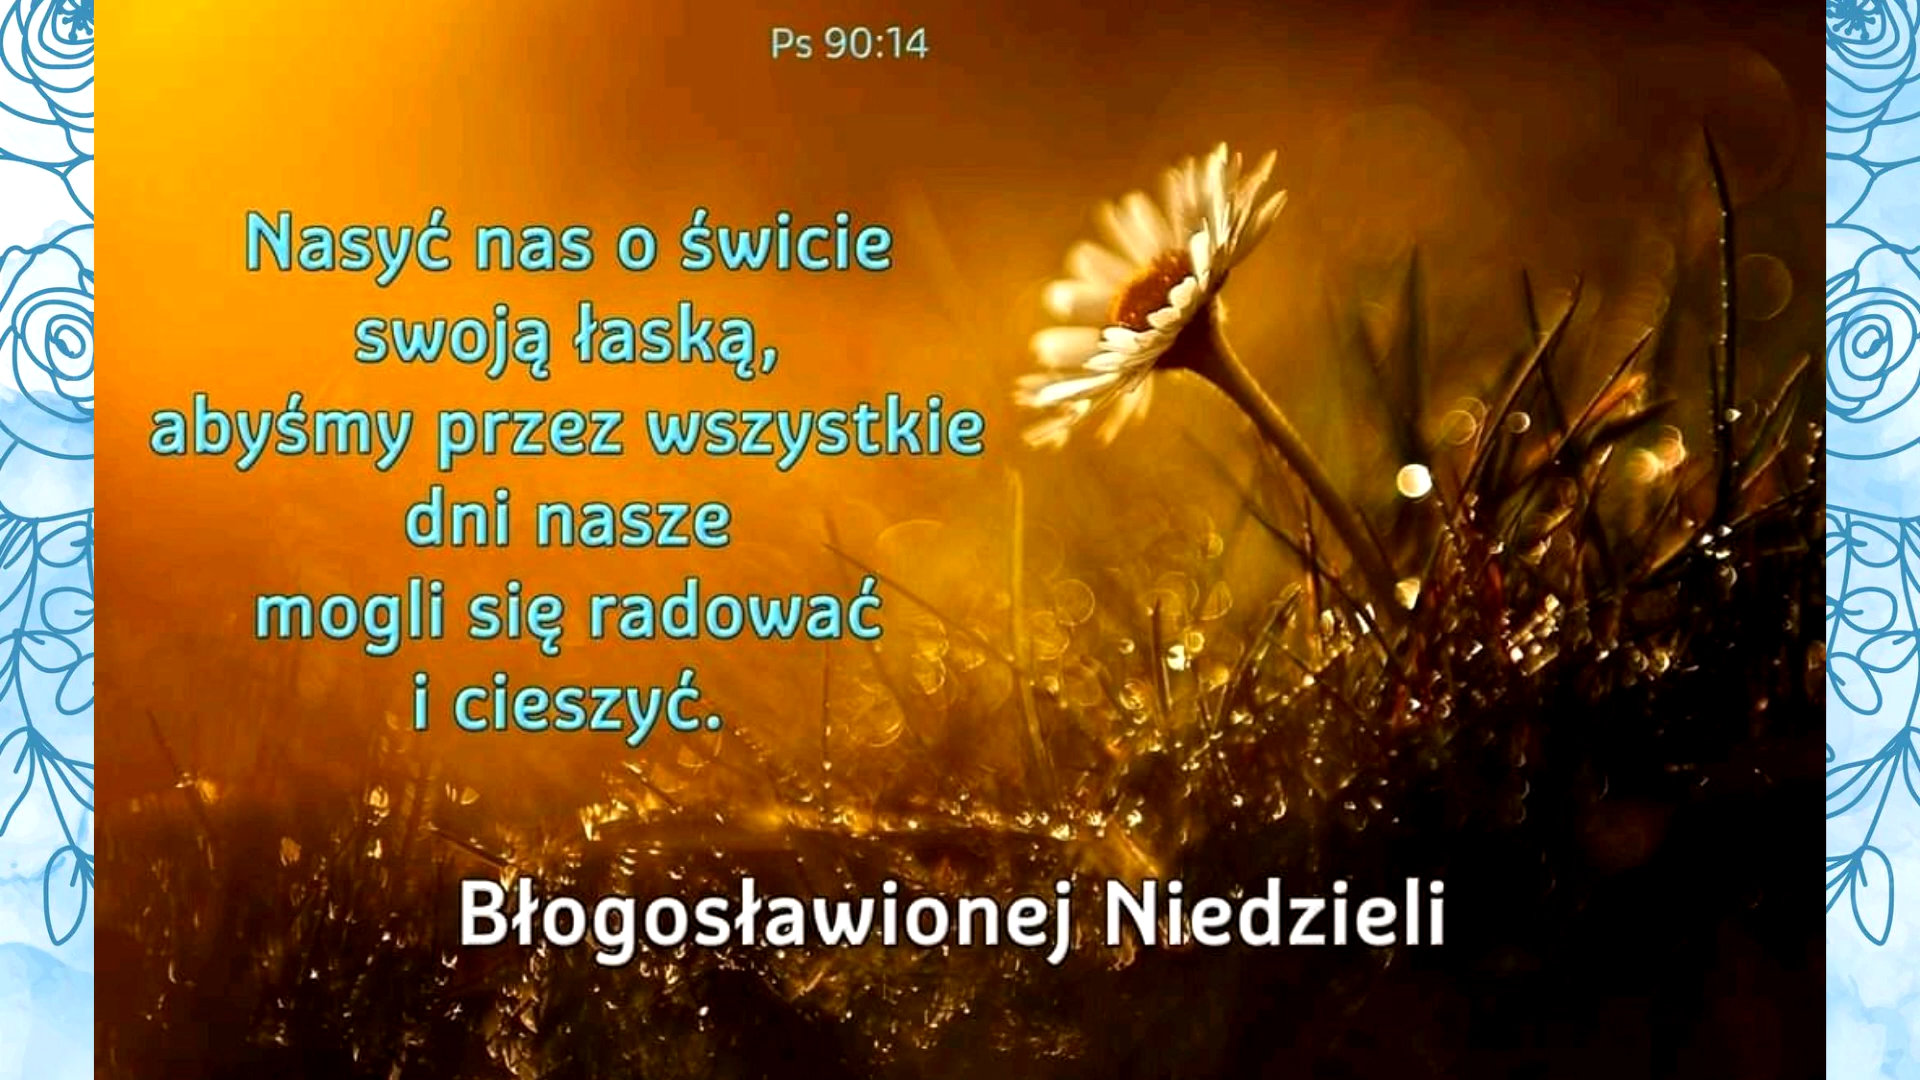 Ps 90:14
Nasyć nas o świcie
swoją łaską,
abyśmy przez wszystkie
dni nasze
mogli się radować
i cieszyć.
Błogosławionej Niedzieli